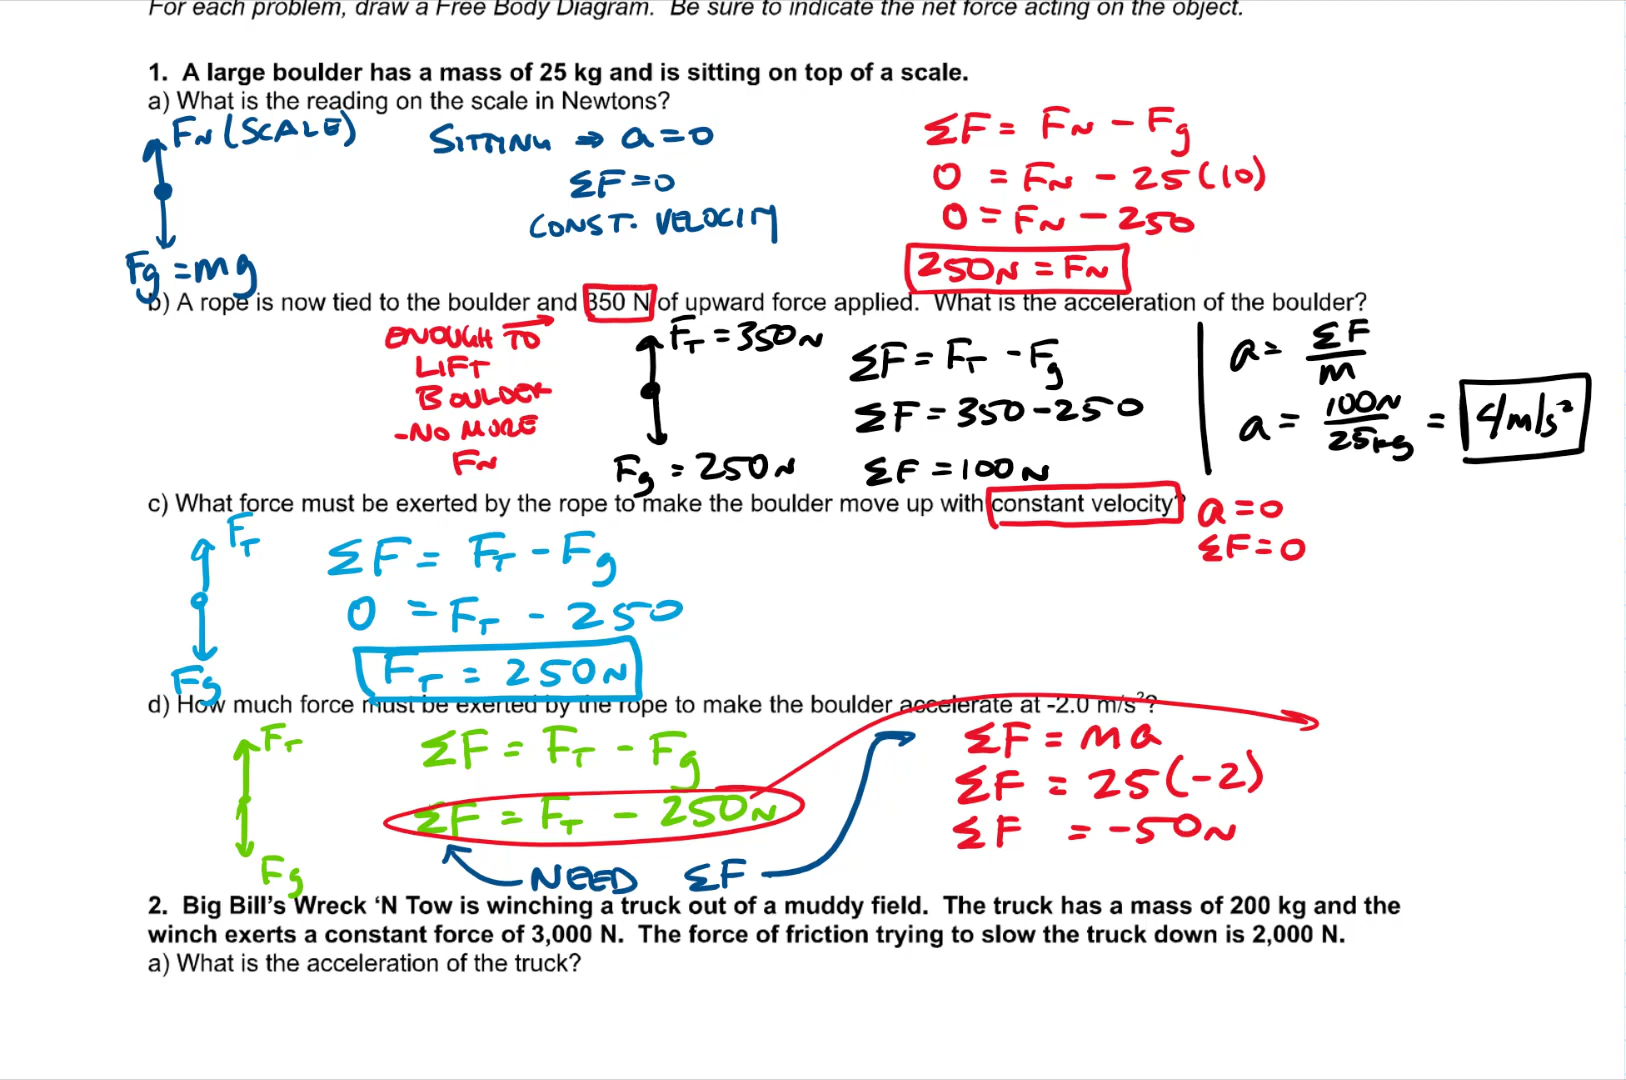 For each problem, draw a Free Body Diagram.  Be sure to indicate the net force acting on the object.
1.  A large boulder has a mass of 25 kg and is sitting on top of a scale.
a) What is the reading on the scale in Newtons?
FN (SCALE)
Fg = mg
SITTING ⇒ a=0
ΣF=0
CONST. VELOCITY
ΣF = FN - Fg
0 = FN - 25(10)
0 = FN - 250
250N = FN
b) A rope is now tied to the boulder and 350 N of upward force applied.  What is the acceleration of the boulder?
ENOUGH TO
LIFT
BOULDER
-NO MORE
FN
FT = 350N
Fg = 250N
ΣF = FT - Fg
ΣF = 350-250
ΣF = 100N
a = ΣF/m
a = 100N/25kg = 4m/s²
c) What force must be exerted by the rope to make the boulder move up with constant velocity?
a=0
ΣF=0
FT
Fg
ΣF = FT - Fg
0 = FT - 250
FT = 250N
d) How much force must be exerted by the rope to make the boulder accelerate at -2.0 m/s²?
FT
Fg
ΣF = FT - Fg
ΣF = FT - 250N
NEED ΣF
ΣF = ma
ΣF = 25(-2)
ΣF = -50N
2.  Big Bill's Wreck 'N Tow is winching a truck out of a muddy field.  The truck has a mass of 200 kg and the
winch exerts a constant force of 3,000 N.  The force of friction trying to slow the truck down is 2,000 N.
a) What is the acceleration of the truck?